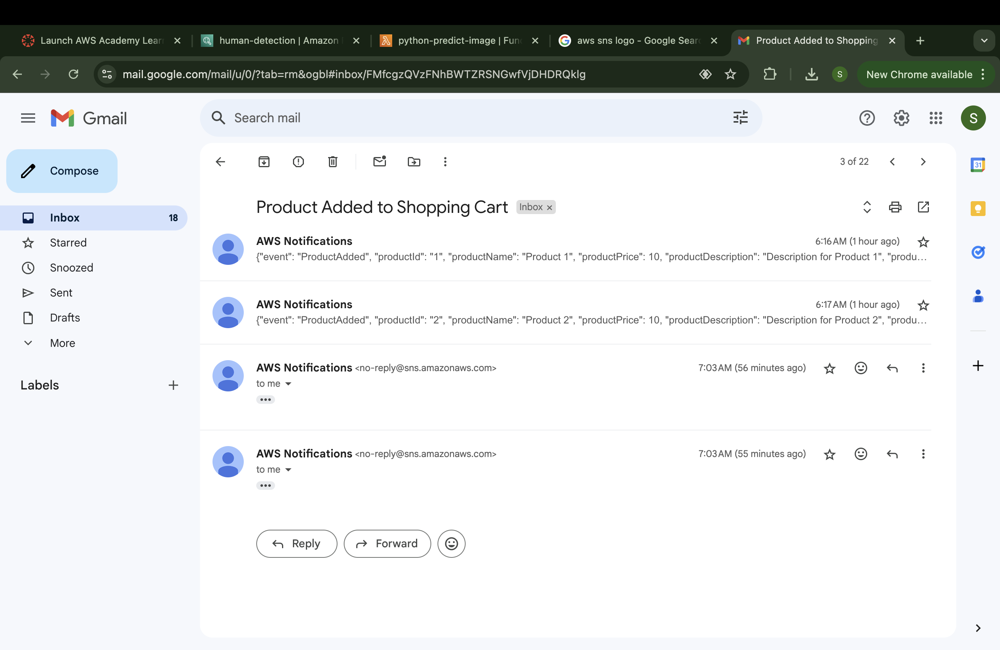 Launch AWS Academy Lear
human-detection | Amazon
python-predict-image | Func
aws sns logo - Google Searc
Product Added to Shopping
mail.google.com/mail/u/0/?tab=rm&ogbl#inbox/FMfcgzQVzFNhBWTZRSNGwfVjDHDRQklg
S
New Chrome available
Gmail
Search mail
S
Compose
3 of 22
31
Product Added to Shopping Cart
Inbox
Inbox 18
Starred
Snoozed
Sent
Drafts
More
Labels
AWS Notifications
6:16 AM (1 hour ago)
{"event": "ProductAdded", "productId": "1", "productName": "Product 1", "productPrice": 10, "productDescription": "Description for Product 1", "produ…
AWS Notifications
6:17 AM (1 hour ago)
{"event": "ProductAdded", "productId": "2", "productName": "Product 2", "productPrice": 10, "productDescription": "Description for Product 2", "produ…
AWS Notifications <no-reply@sns.amazonaws.com>
7:03 AM (56 minutes ago)
to me
AWS Notifications <no-reply@sns.amazonaws.com>
7:03 AM (55 minutes ago)
to me
Reply
Forward